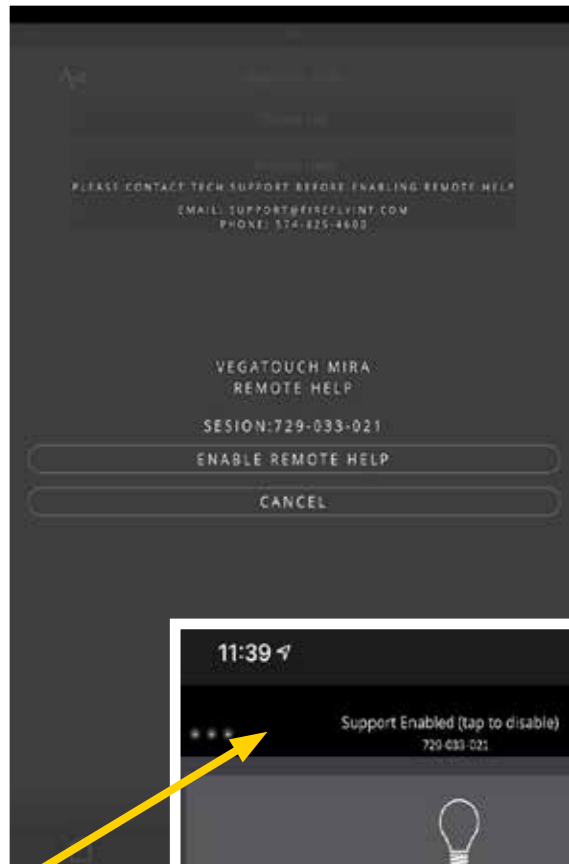 PLEASE CONTACT TECH SUPPORT BEFORE ENABLING REMOTE HELP
EMAIL: SUPPORT@FIREFLYINT.COM
PHONE: 574-825-4600
VEGATOUCH MIRA
REMOTE HELP
SESION:729-033-021
ENABLE REMOTE HELP
CANCEL
11:39
Support Enabled (tap to disable)
729-033-021